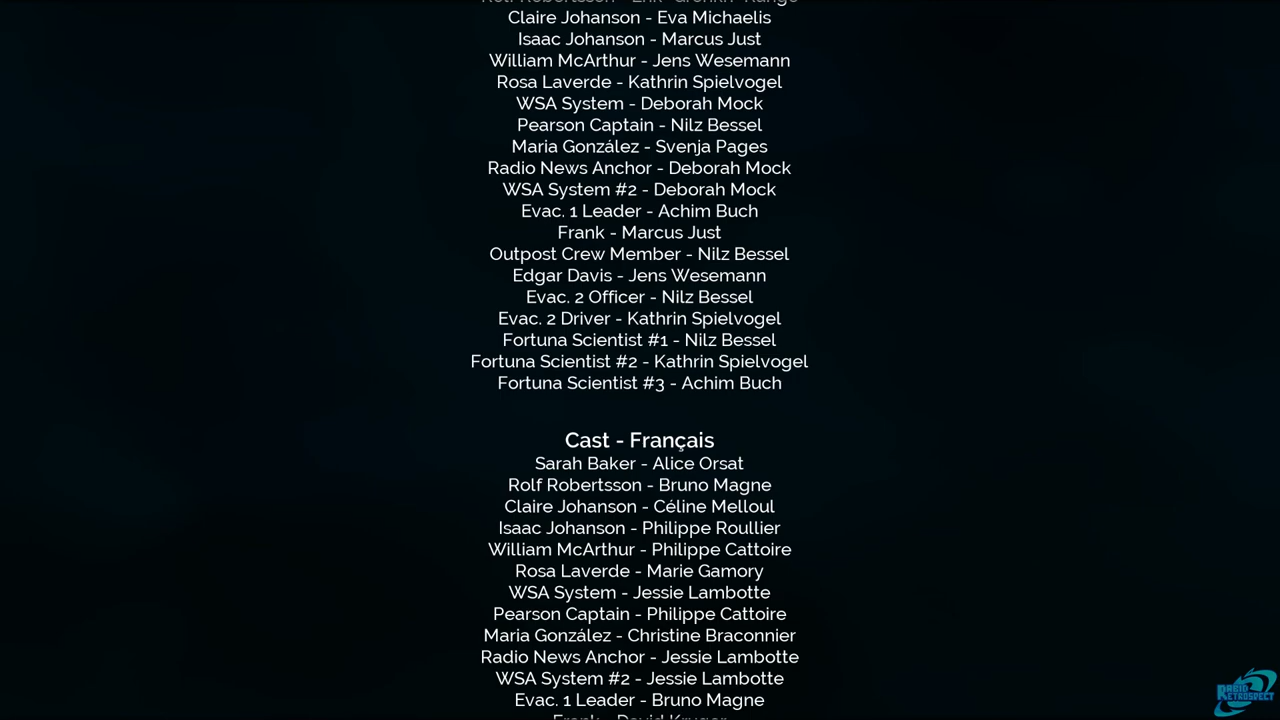 Claire Johanson - Eva Michaelis
Isaac Johanson - Marcus Just
William McArthur - Jens Wesemann
Rosa Laverde - Kathrin Spielvogel
WSA System - Deborah Mock
Pearson Captain - Nilz Bessel
Maria González - Svenja Pages
Radio News Anchor - Deborah Mock
WSA System #2 - Deborah Mock
Evac. 1 Leader - Achim Buch
Frank - Marcus Just
Outpost Crew Member - Nilz Bessel
Edgar Davis - Jens Wesemann
Evac. 2 Officer - Nilz Bessel
Evac. 2 Driver - Kathrin Spielvogel
Fortuna Scientist #1 - Nilz Bessel
Fortuna Scientist #2 - Kathrin Spielvogel
Fortuna Scientist #3 - Achim Buch
Cast - Français
Sarah Baker - Alice Orsat
Rolf Robertsson - Bruno Magne
Claire Johanson - Céline Melloul
Isaac Johanson - Philippe Roullier
William McArthur - Philippe Cattoire
Rosa Laverde - Marie Gamory
WSA System - Jessie Lambotte
Pearson Captain - Philippe Cattoire
Maria González - Christine Braconnier
Radio News Anchor - Jessie Lambotte
WSA System #2 - Jessie Lambotte
Evac. 1 Leader - Bruno Magne
Frank - David Kruger
RABID
RETROSPECT